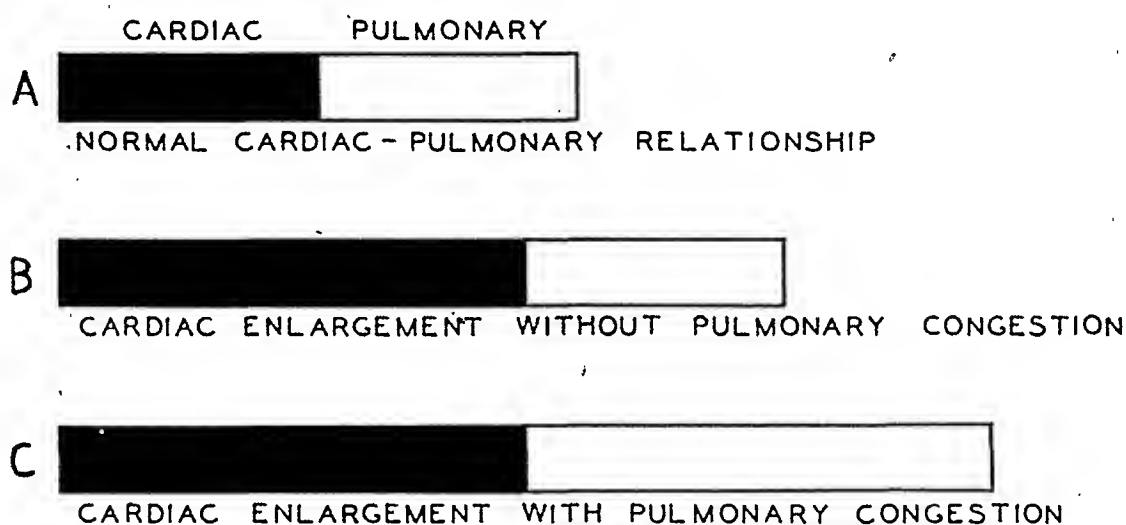 CARDIAC PULMONARY
A
NORMAL CARDIAC-PULMONARY RELATIONSHIP
B
CARDIAC ENLARGEMENT WITHOUT PULMONARY CONGESTION
C
CARDIAC ENLARGEMENT WITH PULMONARY CONGESTION